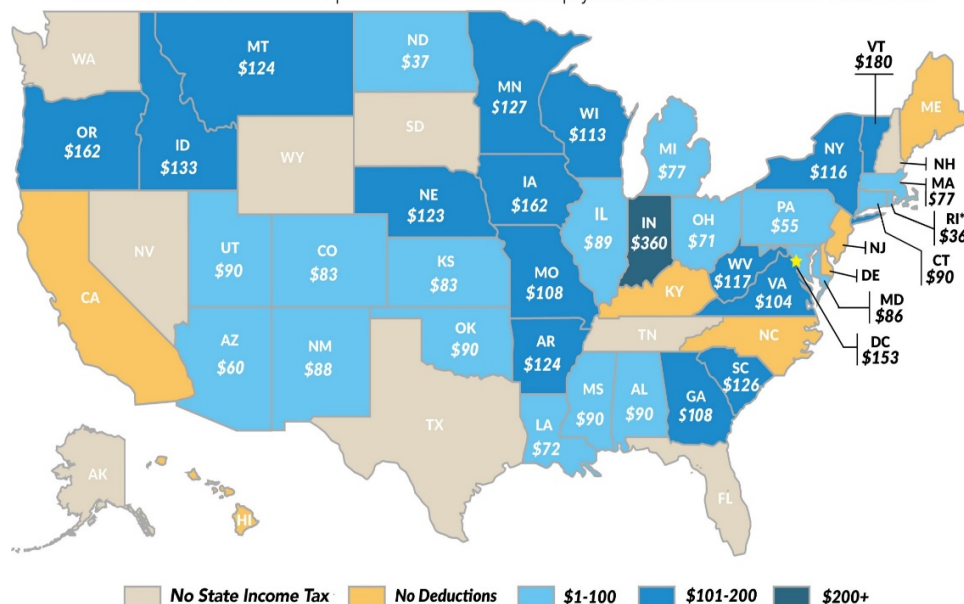 WA
MT
$124
ND
$37
MN
$127
VT
$180
ME
OR
$162
ID
$133
WY
SD
WI
$113
MI
$77
NY
$116
NH
MA
$77
RI*
$36
CT
$90
NE
$123
IA
$162
IL
$89
IN
$360
OH
$71
PA
$55
NJ
DE
MD
$86
DC
$153
NV
UT
$90
CO
$83
KS
$83
MO
$108
KY
WV
$117
VA
$104
CA
AZ
$60
NM
$88
OK
$90
AR
$124
TN
NC
SC
$126
MS
$90
AL
$90
GA
$108
LA
$72
TX
FL
AK
HI
No State Income Tax
No Deductions
$1-100
$101-200
$200+